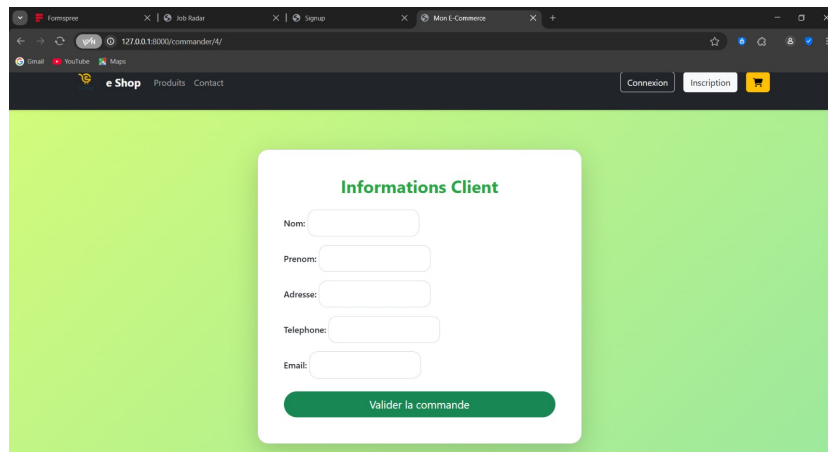 Formspree Job Radar Signup Mon E-Commerce
VPN 127.0.0.1:8000/commander/4/
Gmail YouTube Maps
e Shop Produits Contact Connexion Inscription
Informations Client
Nom:
Prenom:
Adresse:
Telephone:
Email:
Valider la commande